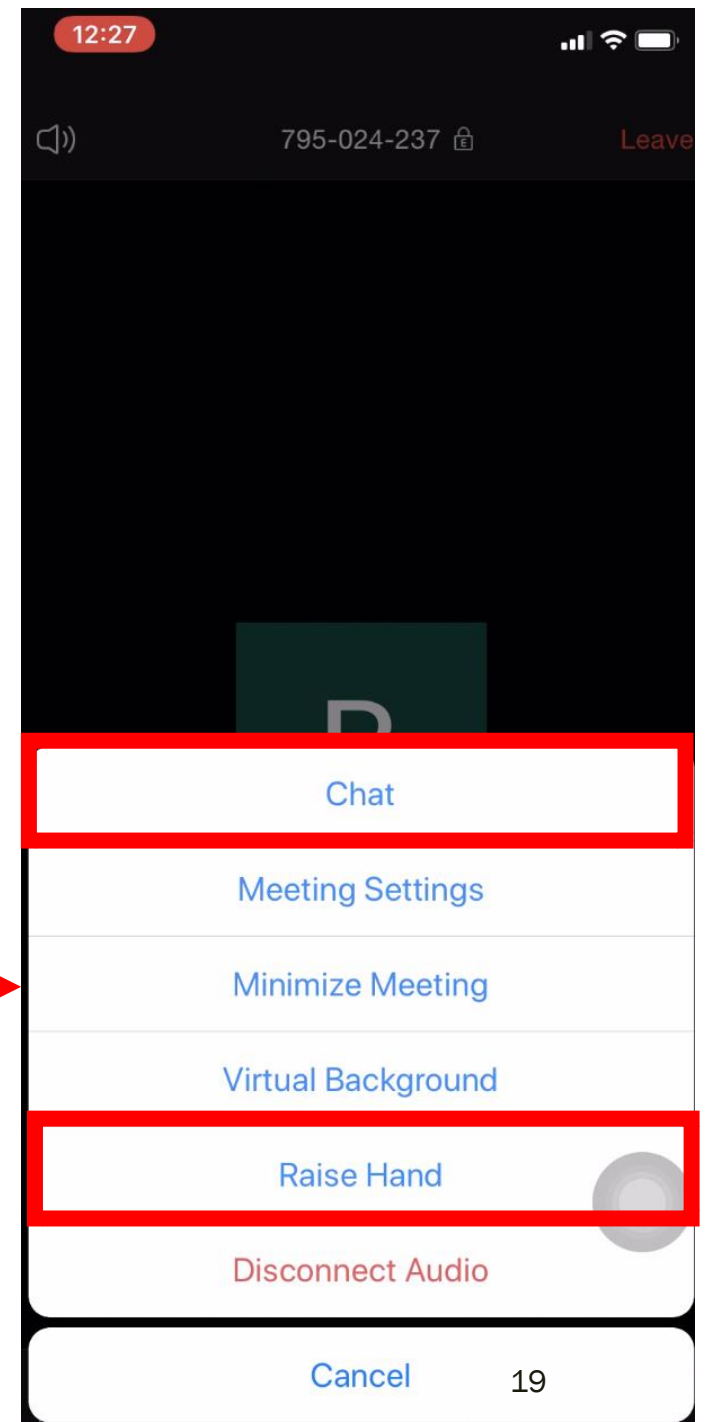 12:27
795-024-237 Leave
Chat
Meeting Settings
Minimize Meeting
Virtual Background
Raise Hand
Disconnect Audio
Cancel 19